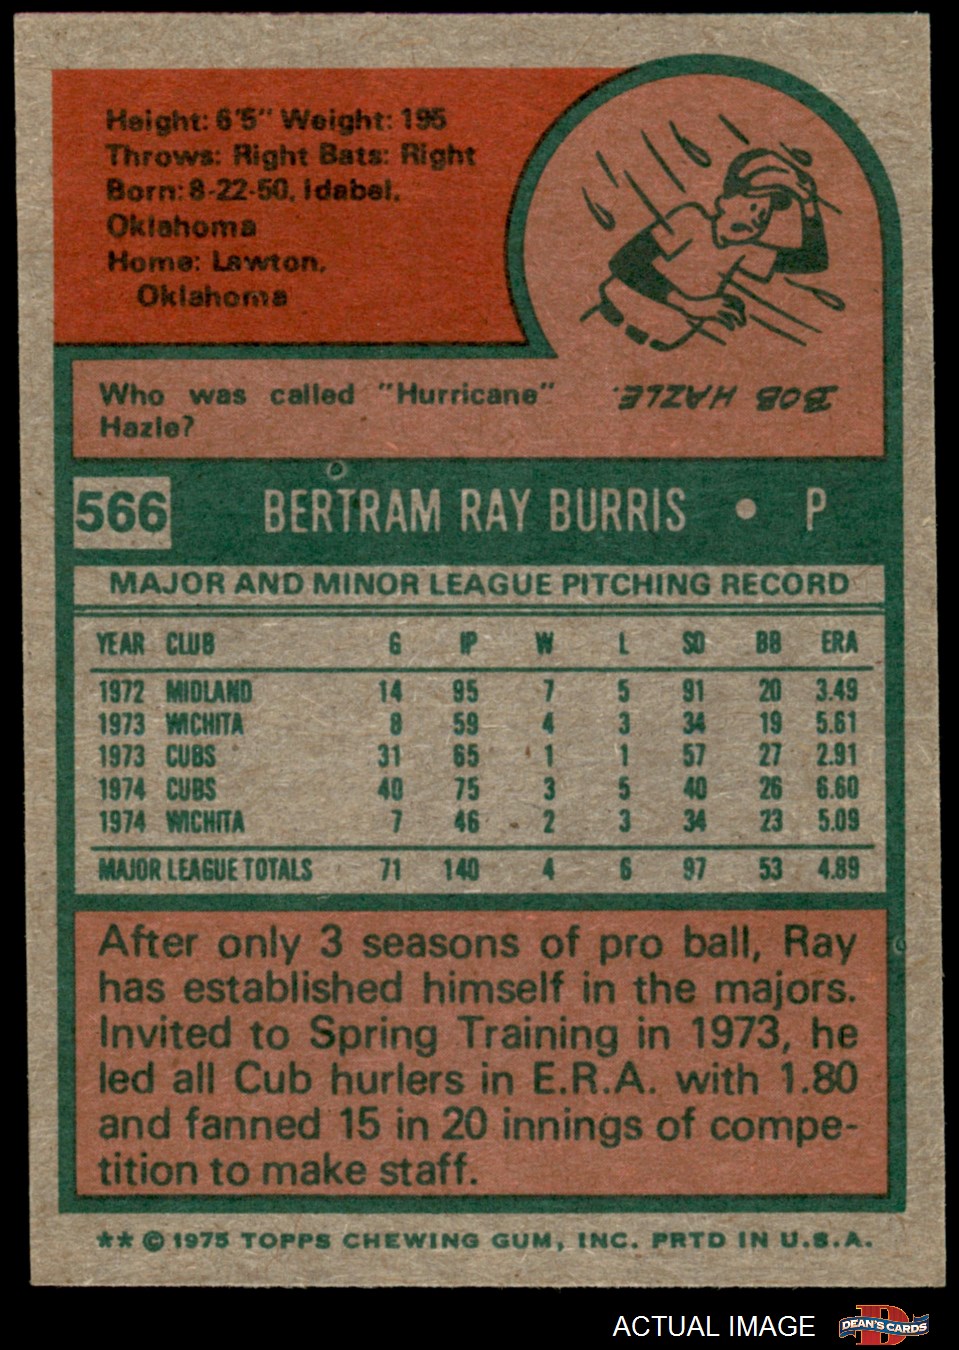 Height: 6'5" Weight: 195
Throws: Right Bats: Right
Born: 8-22-50, Idabel,
Oklahoma
Home: Lawton,
Oklahoma
Who was called "Hurricane"
Hazle?
BOB HAZLE.
566 BERTRAM RAY BURRIS • P
MAJOR AND MINOR LEAGUE PITCHING RECORD
YEAR CLUB G IP W L SO BB ERA
1972 MIDLAND 14 95 7 5 91 20 3.49
1973 WICHITA 8 59 4 3 34 19 5.61
1973 CUBS 31 65 1 1 57 27 2.91
1974 CUBS 40 75 3 5 40 26 6.60
1974 WICHITA 7 46 2 3 34 23 5.09
MAJOR LEAGUE TOTALS 71 140 4 6 97 53 4.89
After only 3 seasons of pro ball, Ray
has established himself in the majors.
Invited to Spring Training in 1973, he
led all Cub hurlers in E.R.A. with 1.80
and fanned 15 in 20 innings of compe-
tition to make staff.
** © 1975 TOPPS CHEWING GUM, INC. PRTD IN U.S.A.
ACTUAL IMAGE
D
DEAN'S CARDS